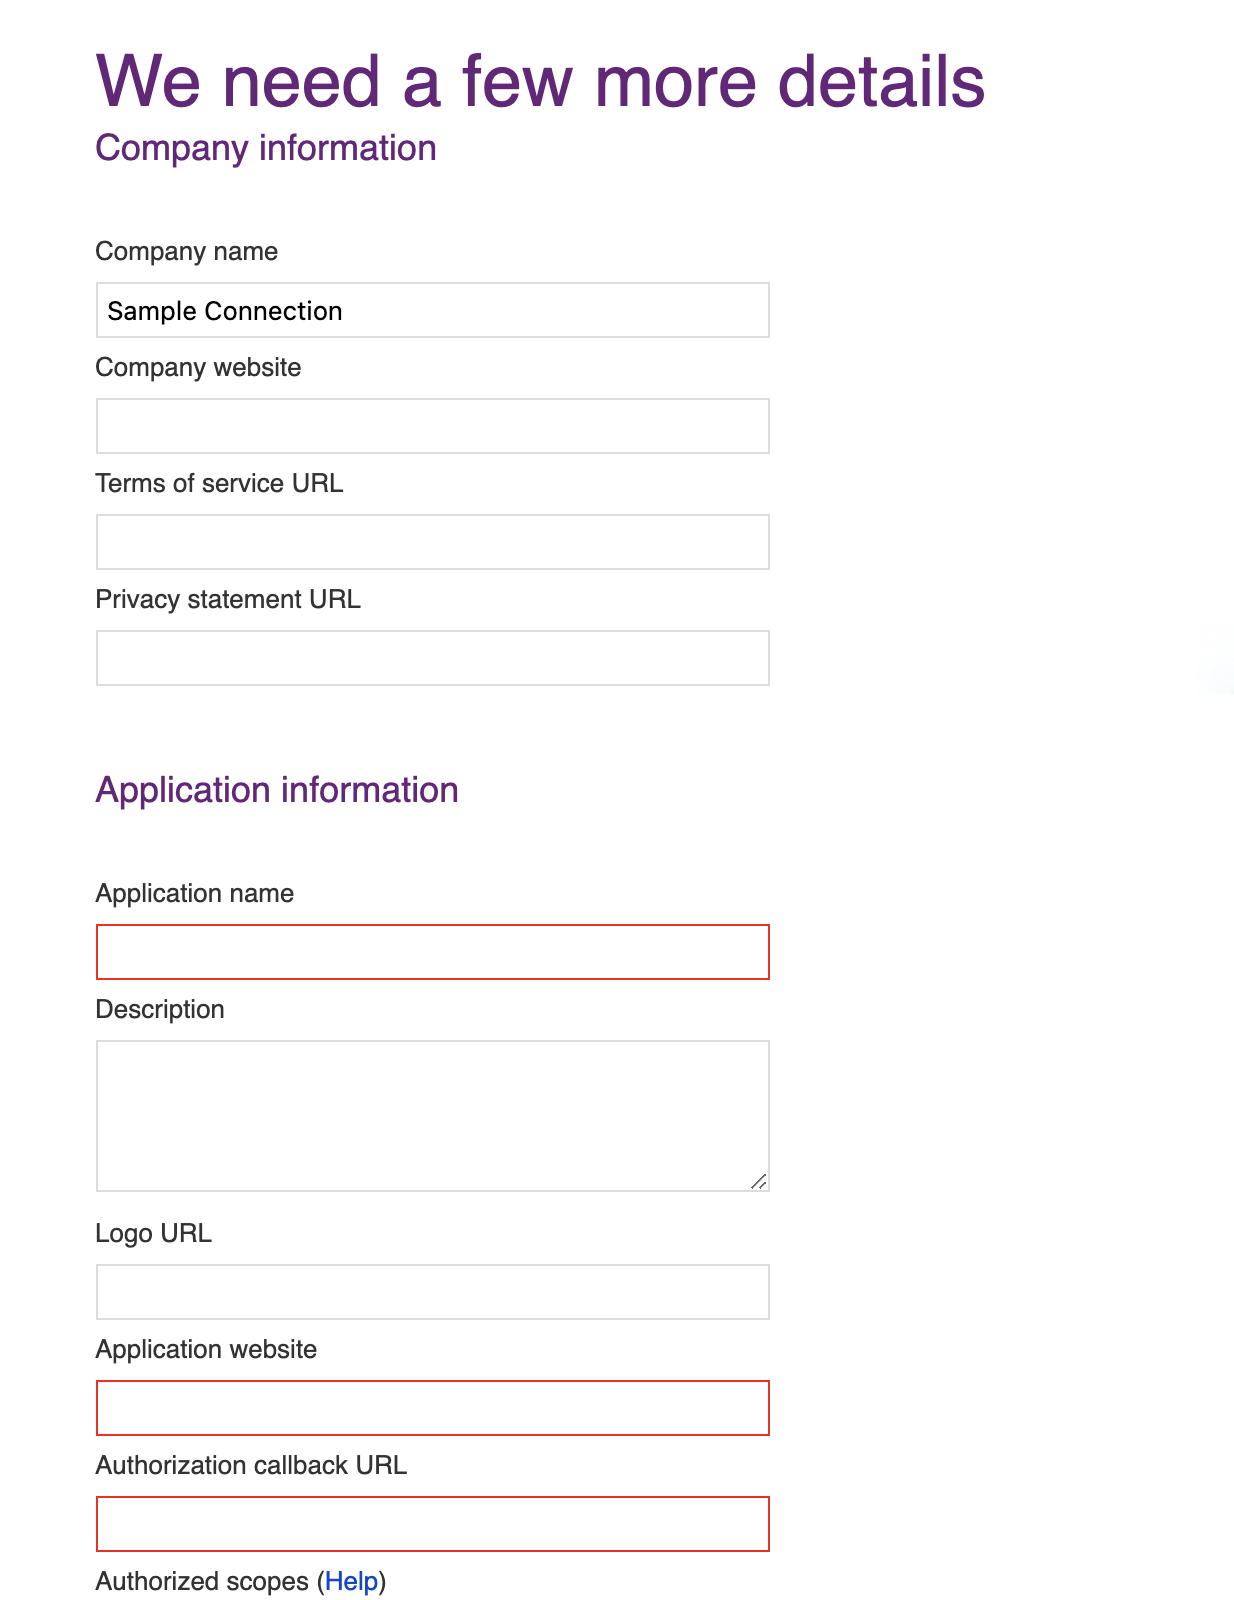 We need a few more details
Company information
Company name
Sample Connection
Company website
Terms of service URL
Privacy statement URL
Application information
Application name
Description
Logo URL
Application website
Authorization callback URL
Authorized scopes (Help)